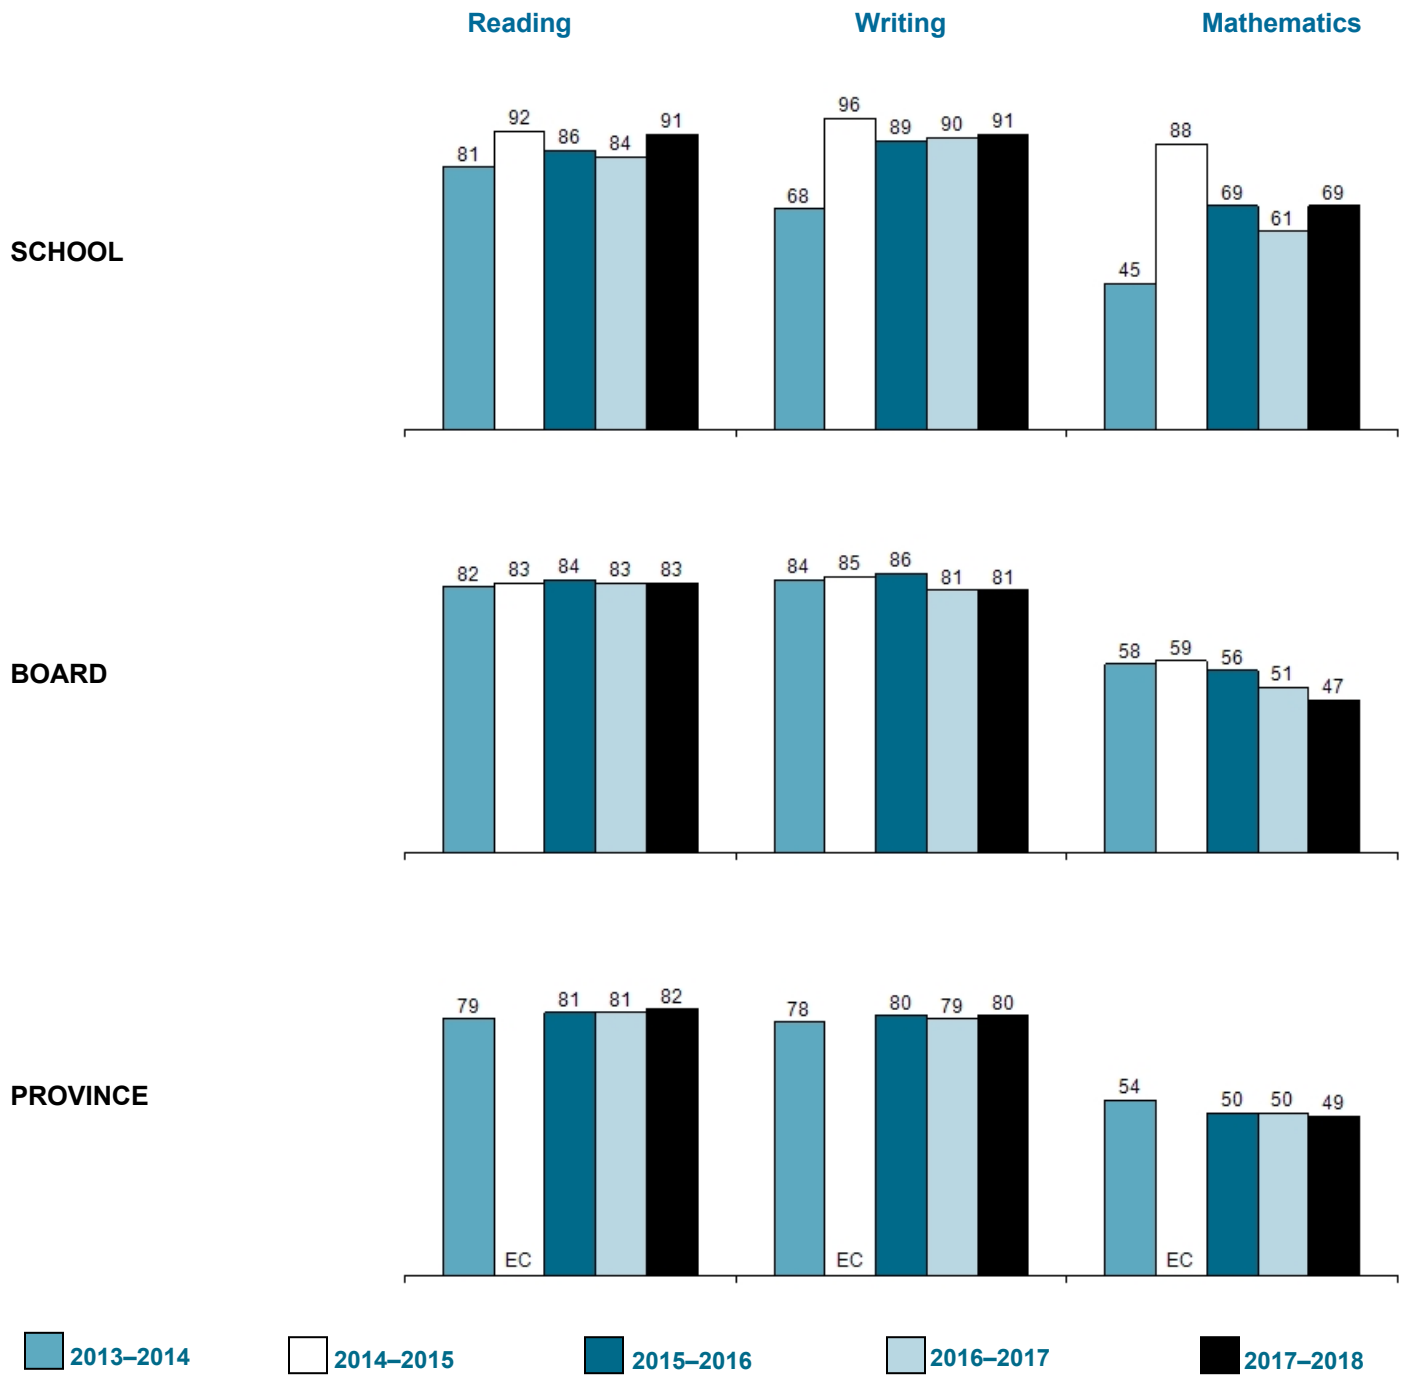 Reading Writing Mathematics
SCHOOL
81 92 86 84 91
68 96 89 90 91
45 88 69 61 69
BOARD
82 83 84 83 83
84 85 86 81 81
58 59 56 51 47
PROVINCE
79 EC 81 81 82
78 EC 80 79 80
54 EC 50 50 49
2013–2014 2014–2015 2015–2016 2016–2017 2017–2018